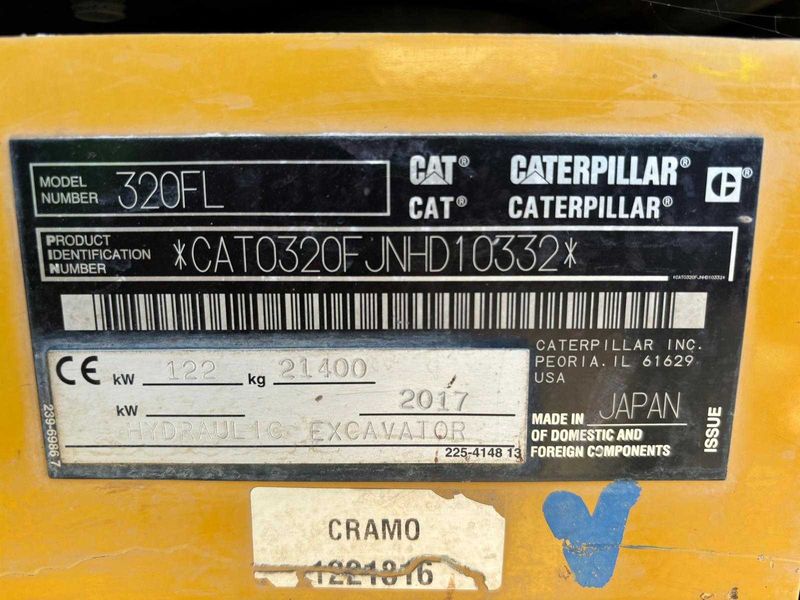 MODEL NUMBER 320FL
CAT® CATERPILLAR® ®
CAT® CATERPILLAR®
PRODUCT IDENTIFICATION NUMBER *CAT0320FJNHD10332*
*CAT0320FJNHD10332*
CATERPILLAR INC.
PEORIA. IL 61629
USA
CE kW 122 kg 21400
kW 2017
HYDRAULIC EXCAVATOR
225-4148 13
239-6986 7
MADE IN JAPAN
OF DOMESTIC AND
FOREIGN COMPONENTS
ISSUE
CRAMO
1221816